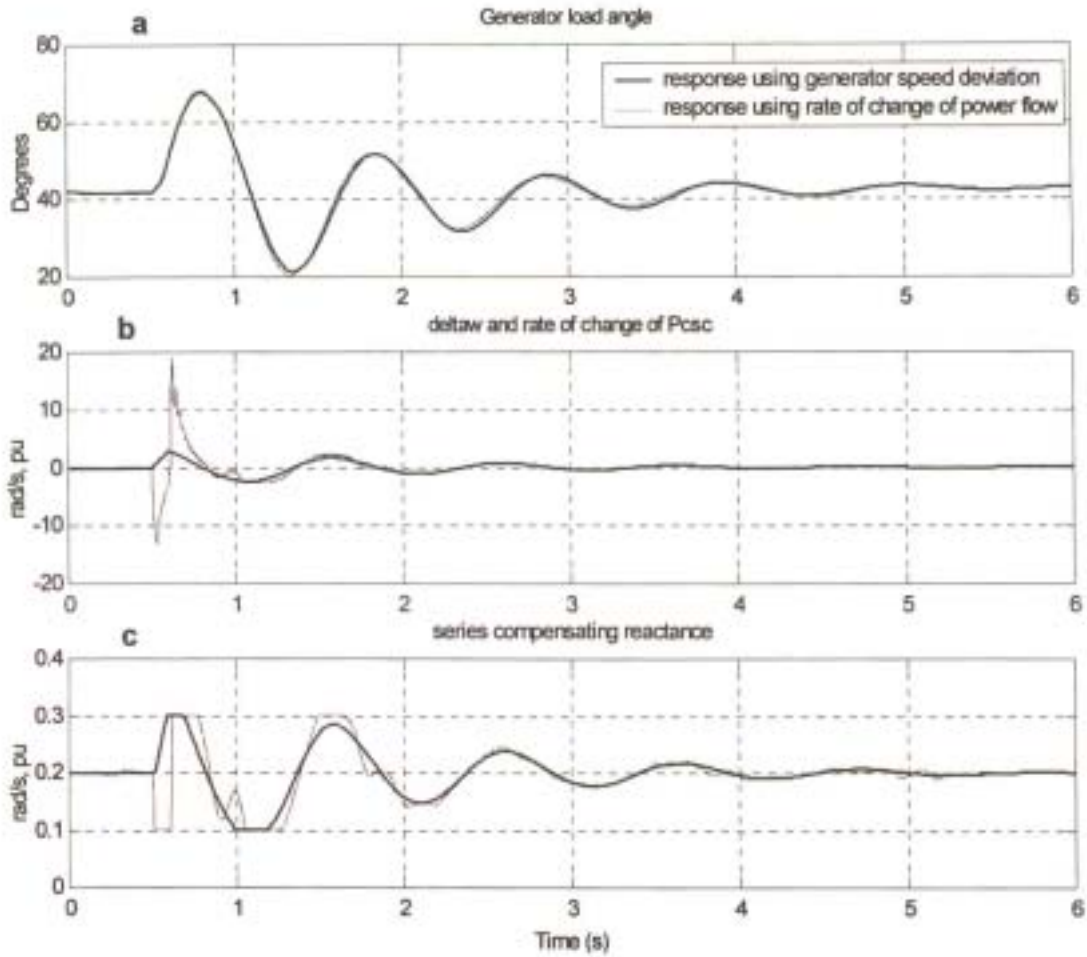 a
Generator load angle
80
60
40
20
Degrees
response using generator speed deviation
response using rate of change of power flow
0 1 2 3 4 5 6
b
deltaw and rate of change of Pcsc
20
10
0
-10
-20
rad/s, pu
0 1 2 3 4 5 6
c
series compensating reactance
0.4
0.3
0.2
0.1
0
rad/s, pu
0 1 2 3 4 5 6
Time (s)